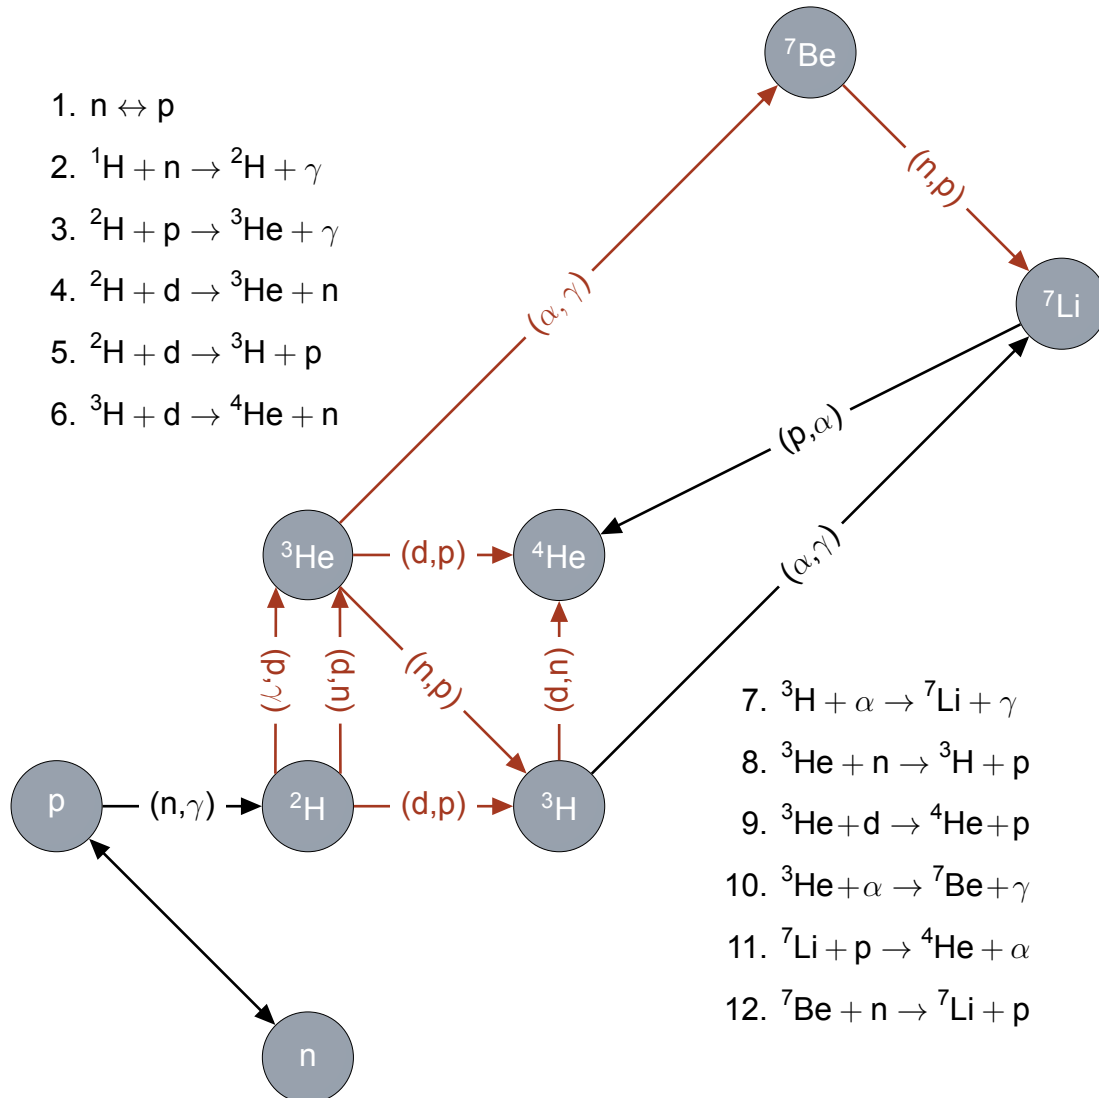 ⁷Be
1. n ↔ p
2. ¹H + n → ²H + γ
(n,p)
3. ²H + p → ³He + γ
4. ²H + d → ³He + n
(α,γ)
⁷Li
5. ²H + d → ³H + p
6. ³H + d → ⁴He + n
(p,α)
³He
(d,p)
⁴He
(α,γ)
(p,γ)
(d,n)
(n,p)
(d,n)
7. ³H + α → ⁷Li + γ
8. ³He + n → ³H + p
p
(n,γ)
²H
(d,p)
³H
9. ³He + d → ⁴He + p
10. ³He + α → ⁷Be + γ
11. ⁷Li + p → ⁴He + α
12. ⁷Be + n → ⁷Li + p
n